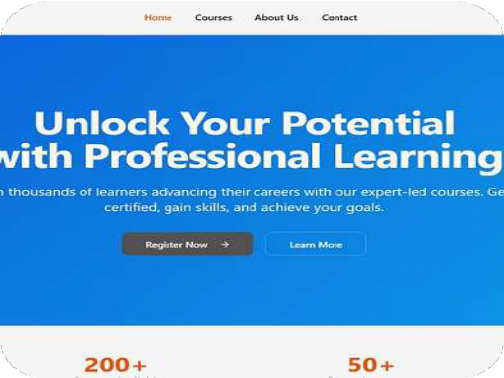 Home Courses About Us Contact
Unlock Your Potential
with Professional Learning
thousands of learners advancing their careers with our expert-led courses.
certified, gain skills, and achieve your goals.
Register Now → Learn More
200+ 50+